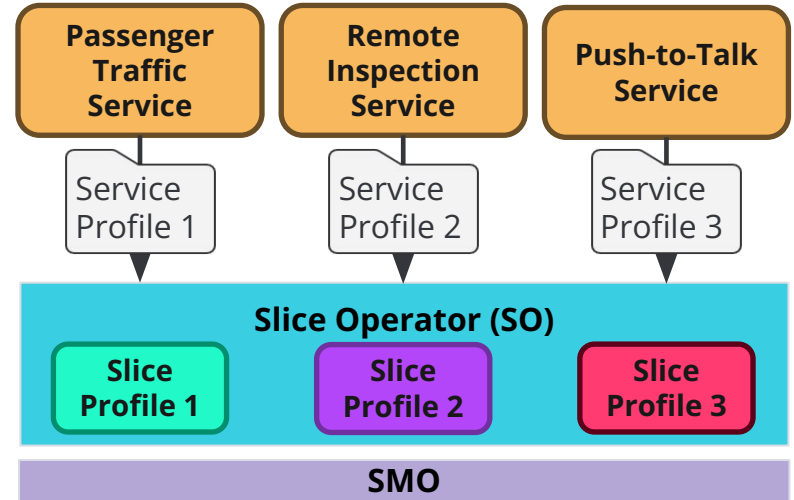 Passenger
Traffic
Service
Remote
Inspection
Service
Push-to-Talk
Service
Service
Profile 1
Service
Profile 2
Service
Profile 3
Slice Operator (SO)
Slice
Profile 1
Slice
Profile 2
Slice
Profile 3
SMO